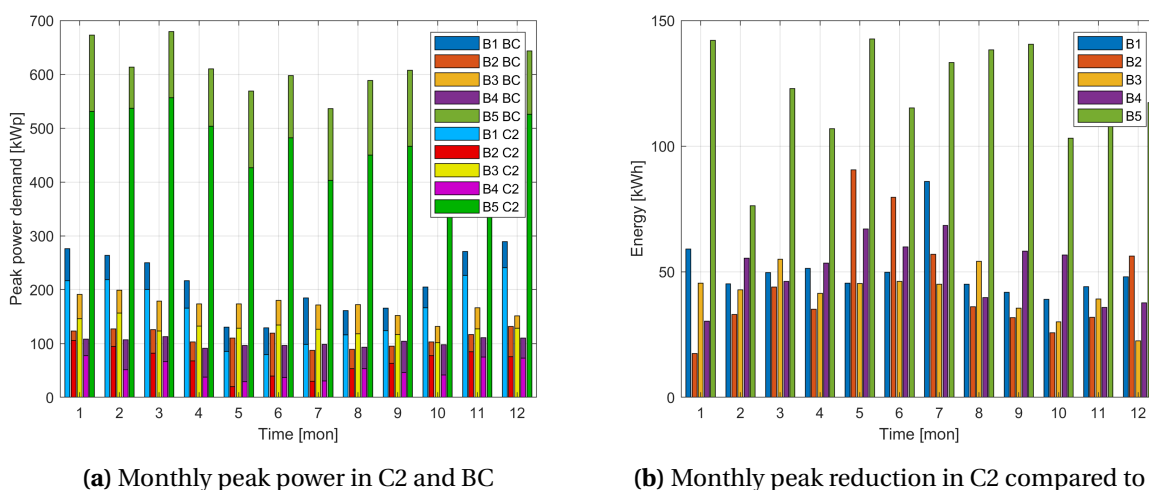 700
600
500
400
300
200
100
0
Peak power demand [kWp]
1 2 3 4 5 6 7 8 9 10 11 12
Time [mon]
B1 BC
B2 BC
B3 BC
B4 BC
B5 BC
B1 C2
B2 C2
B3 C2
B4 C2
B5 C2
(a) Monthly peak power in C2 and BC
150
100
50
0
Energy [kWh]
1 2 3 4 5 6 7 8 9 10 11 12
Time [mon]
B1
B2
B3
B4
B5
(b) Monthly peak reduction in C2 compared to